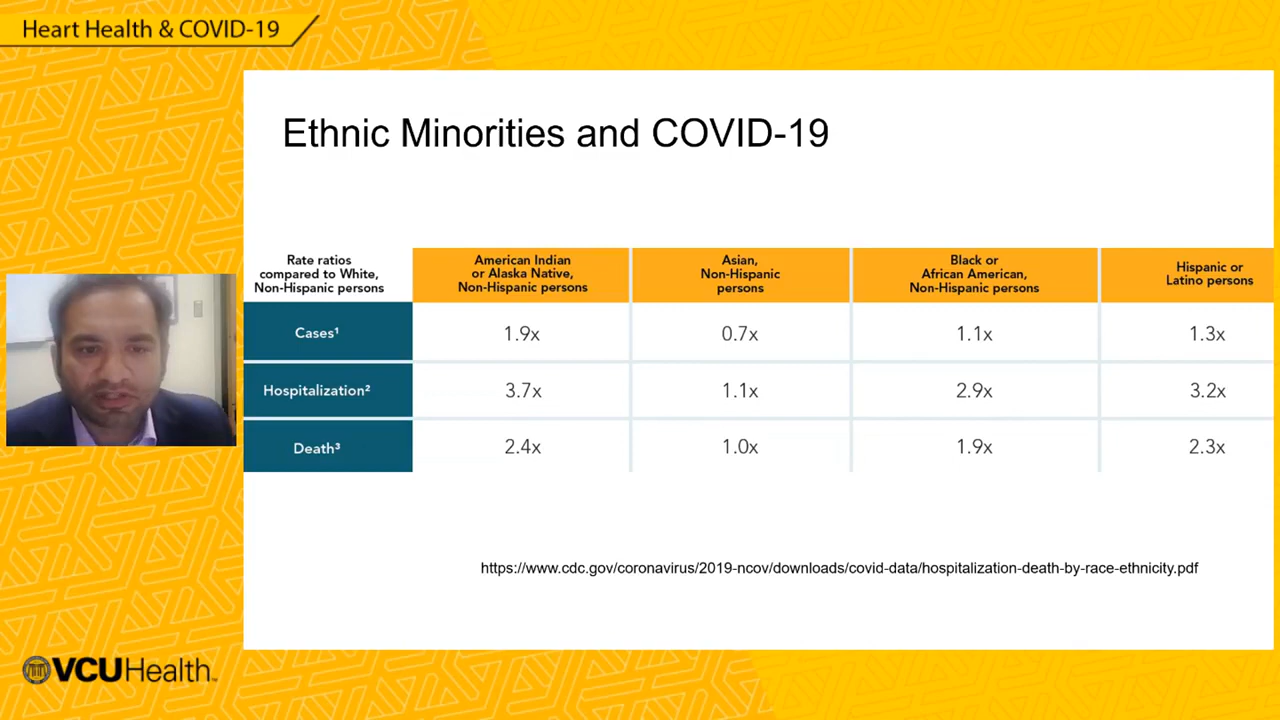 Heart Health & COVID-19
Ethnic Minorities and COVID-19
Rate ratios
compared to White,
Non-Hispanic persons
American Indian
or Alaska Native,
Non-Hispanic persons
Asian,
Non-Hispanic
persons
Black or
African American,
Non-Hispanic persons
Hispanic or
Latino persons
Cases¹ 1.9x 0.7x 1.1x 1.3x
Hospitalization² 3.7x 1.1x 2.9x 3.2x
Death³ 2.4x 1.0x 1.9x 2.3x
https://www.cdc.gov/coronavirus/2019-ncov/downloads/covid-data/hospitalization-death-by-race-ethnicity.pdf
VCUHealth™